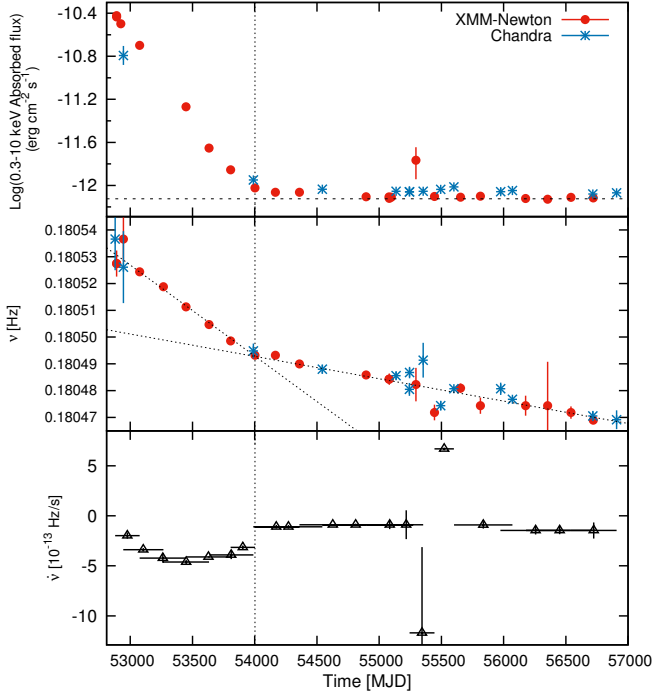 XMM-Newton
Chandra
Log(0.3-10 keV Absorbed flux)
(erg cm⁻² s⁻¹)
-10.4
-10.8
-11.2
-11.6
-12
ν [Hz]
0.18054
0.18053
0.18052
0.18051
0.18050
0.18049
0.18048
0.18047
ν̇ [10⁻¹³ Hz/s]
5
0
-5
-10
53000 53500 54000 54500 55000 55500 56000 56500 57000
Time [MJD]